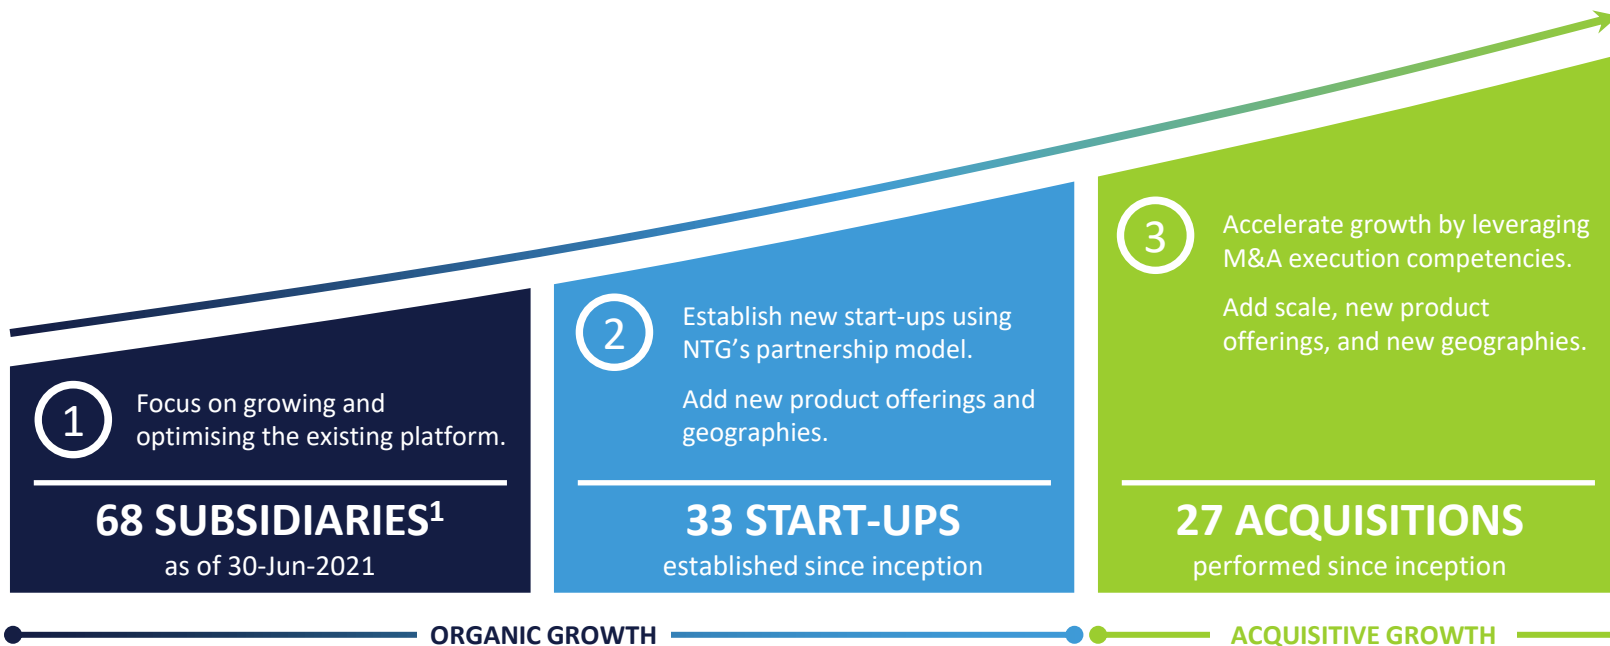 1
Focus on growing and
optimising the existing platform.
68 SUBSIDIARIES¹
as of 30-Jun-2021
2
Establish new start-ups using
NTG’s partnership model.
Add new product offerings and
geographies.
33 START-UPS
established since inception
3
Accelerate growth by leveraging
M&A execution competencies.
Add scale, new product
offerings, and new geographies.
27 ACQUISITIONS
performed since inception
ORGANIC GROWTH
ACQUISITIVE GROWTH